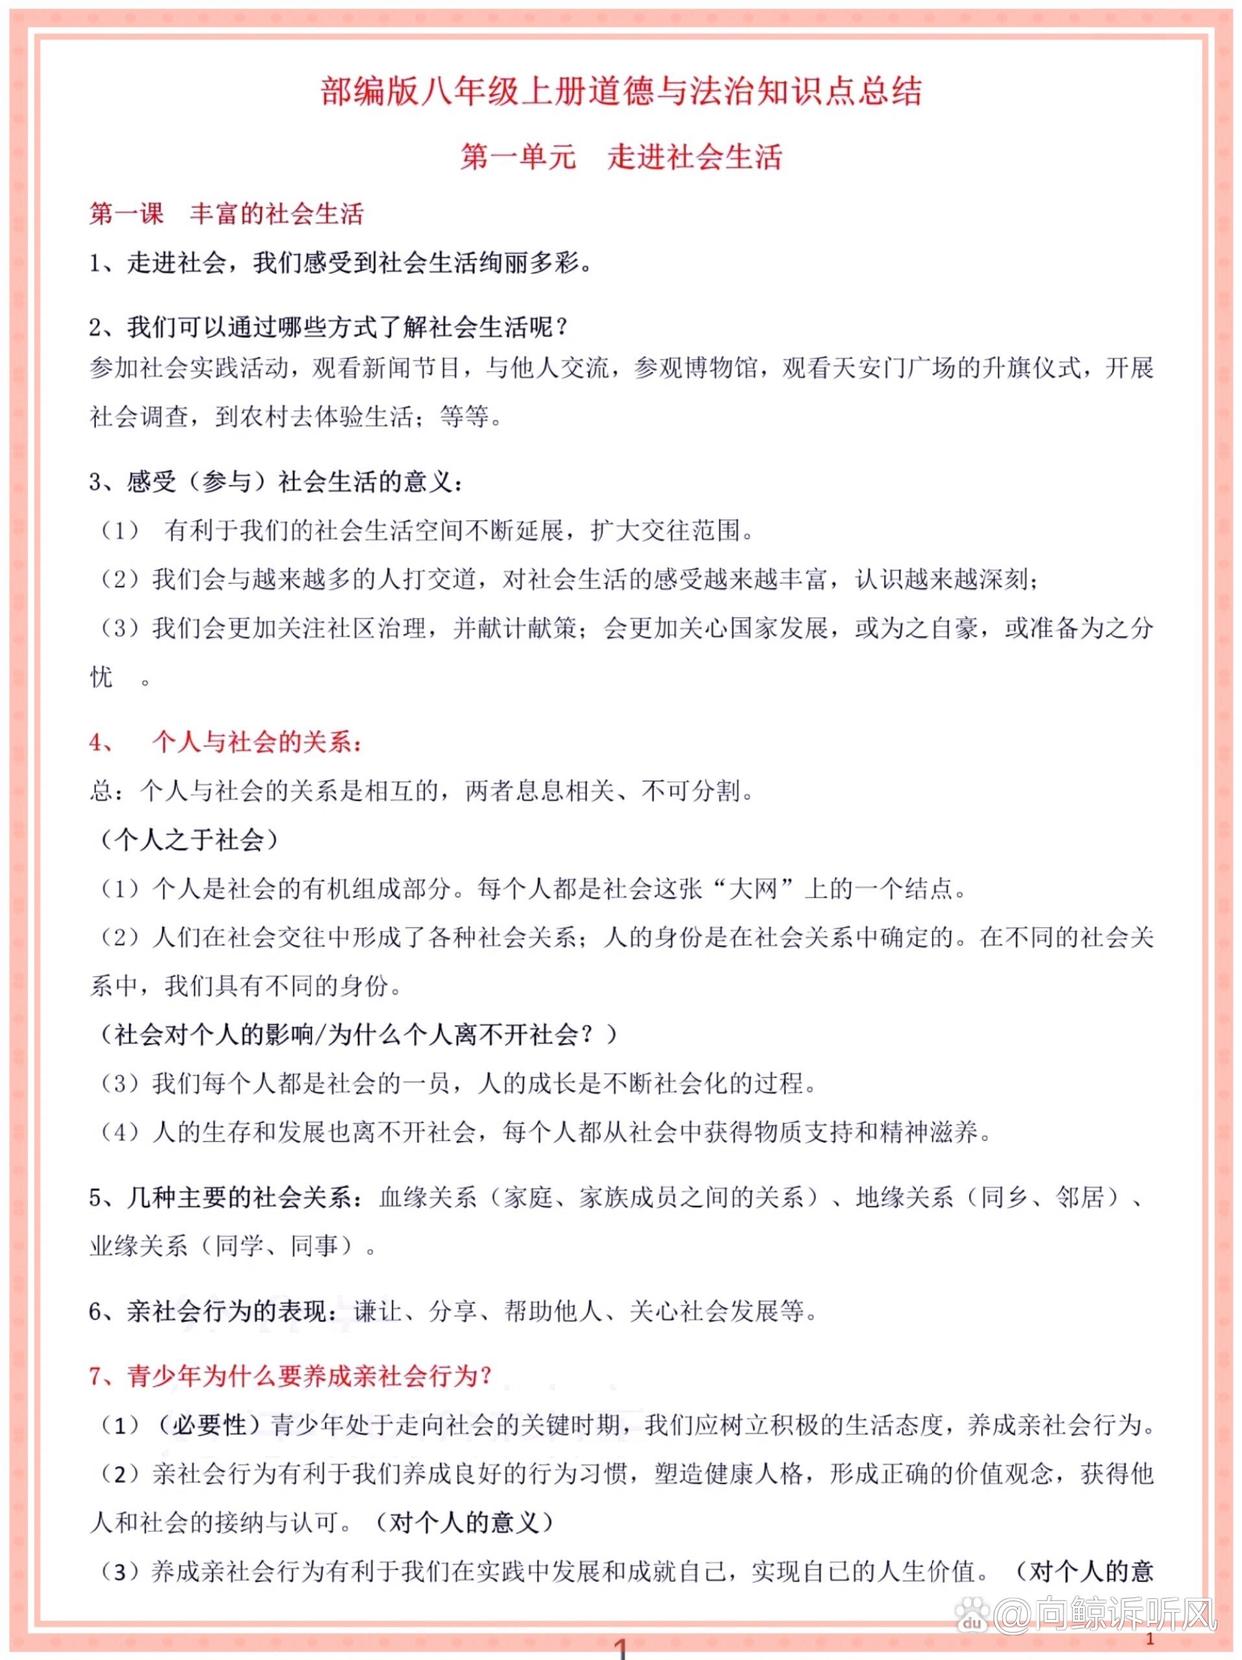 部编版八年级上册道德与法治知识点总结
第一单元　走进社会生活
第一课　丰富的社会生活
1、走进社会，我们感受到社会生活绚丽多彩。
2、我们可以通过哪些方式了解社会生活呢？
参加社会实践活动，观看新闻节目，与他人交流，参观博物馆，观看天安门广场的升旗仪式，开展
社会调查，到农村去体验生活；等等。
3、感受（参与）社会生活的意义：
（1） 有利于我们的社会生活空间不断延展，扩大交往范围。
（2）我们会与越来越多的人打交道，对社会生活的感受越来越丰富，认识越来越深刻；
（3）我们会更加关注社区治理，并献计献策；会更加关心国家发展，或为之自豪，或准备为之分
忧　。
4、　个人与社会的关系：
总：个人与社会的关系是相互的，两者息息相关、不可分割。
（个人之于社会）
（1）个人是社会的有机组成部分。每个人都是社会这张“大网”上的一个结点。
（2）人们在社会交往中形成了各种社会关系；人的身份是在社会关系中确定的。在不同的社会关
系中，我们具有不同的身份。
（社会对个人的影响/为什么个人离不开社会？）
（3）我们每个人都是社会的一员，人的成长是不断社会化的过程。
（4）人的生存和发展也离不开社会，每个人都从社会中获得物质支持和精神滋养。
5、几种主要的社会关系：血缘关系（家庭、家族成员之间的关系）、地缘关系（同乡、邻居）、
业缘关系（同学、同事）。
6、亲社会行为的表现：谦让、分享、帮助他人、关心社会发展等。
7、青少年为什么要养成亲社会行为？
（1）（必要性）青少年处于走向社会的关键时期，我们应树立积极的生活态度，养成亲社会行为。
（2）亲社会行为有利于我们养成良好的行为习惯，塑造健康人格，形成正确的价值观念，获得他
人和社会的接纳与认可。（对个人的意义）
（3）养成亲社会行为有利于我们在实践中发展和成就自己，实现自己的人生价值。（对个人的意
du @向鲸诉听风
1
1